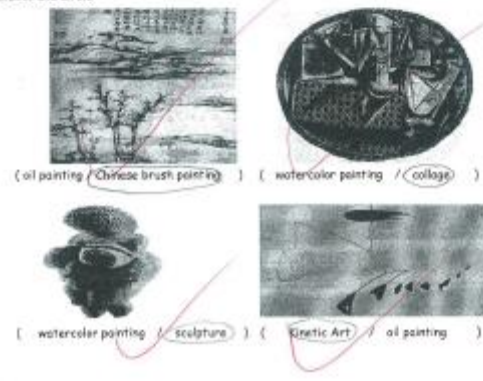 ( oil painting / Chinese brush painting ) ( watercolor painting / collage )
( watercolor painting / sculpture ) ( Kinetic Art / oil painting )